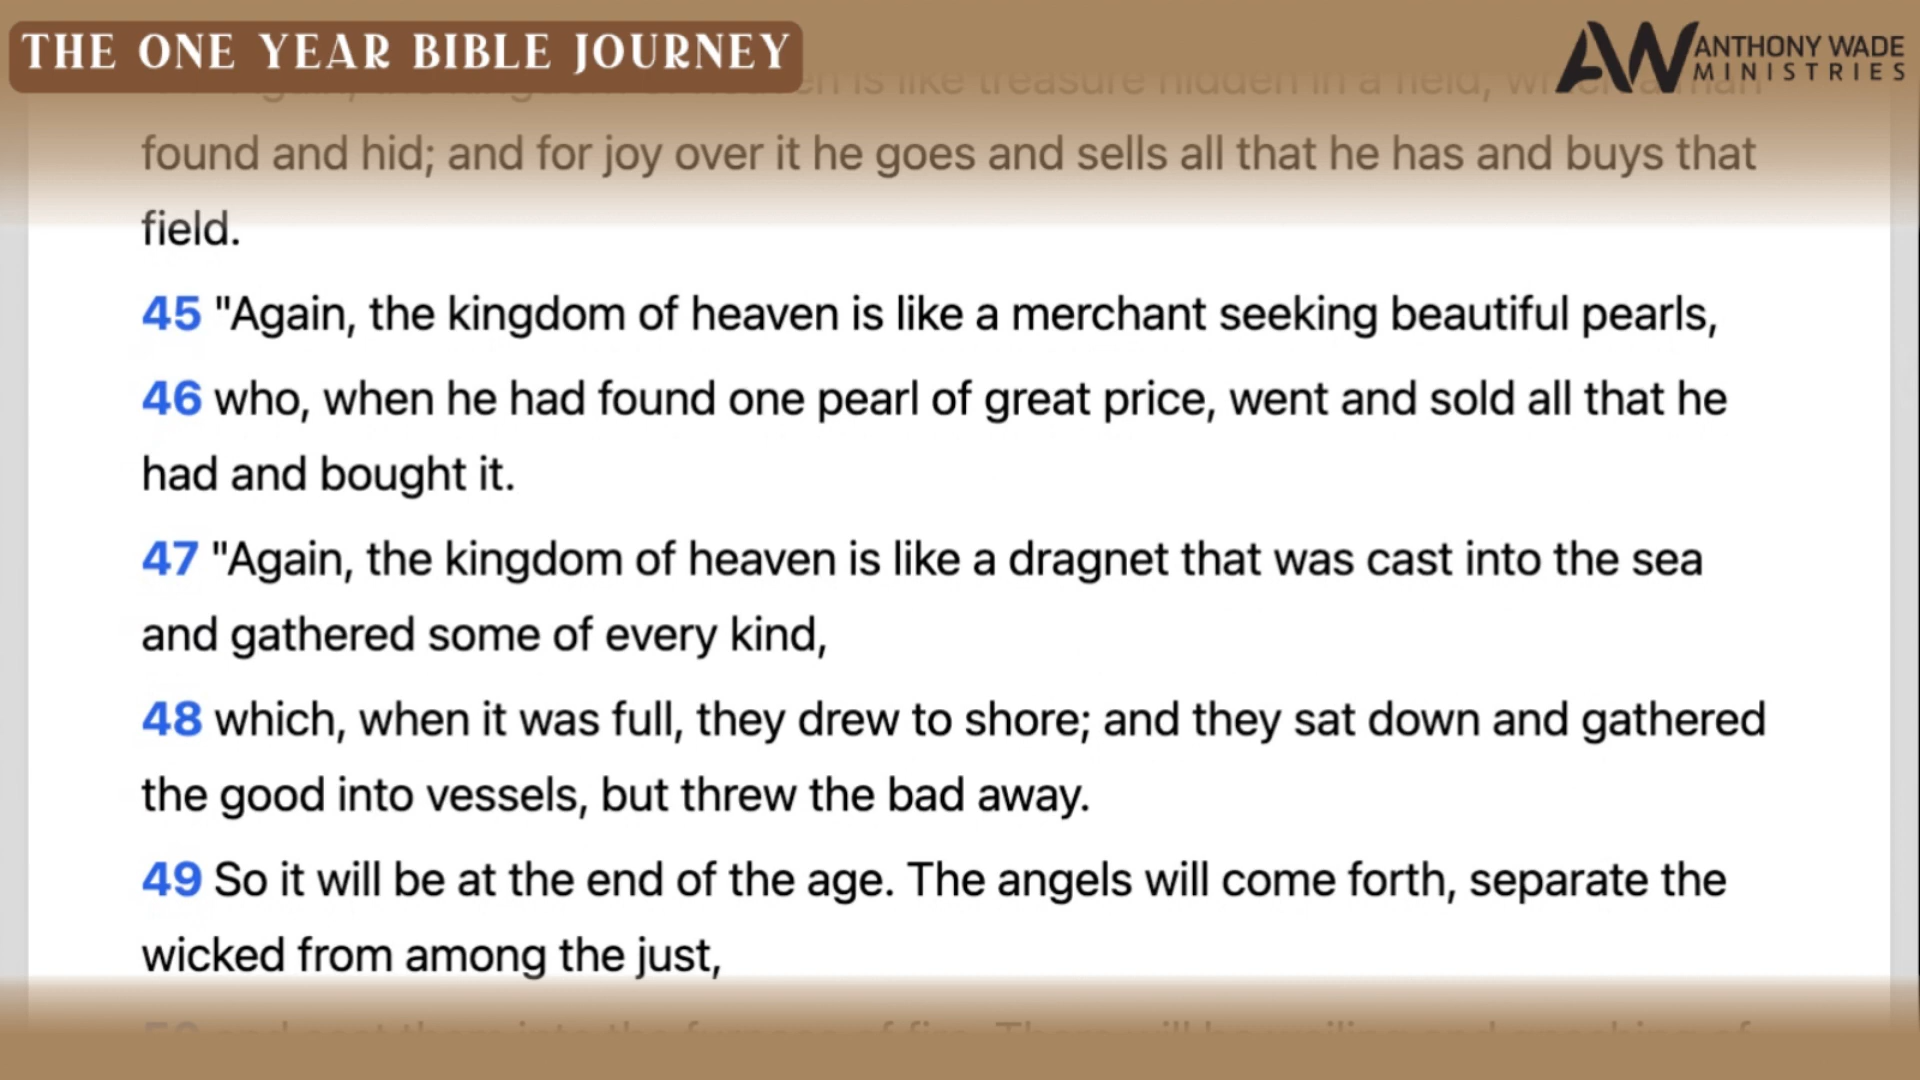 THE ONE YEAR BIBLE JOURNEY
ANTHONY WADE
MINISTRIES
is like treasure hidden in a field,
found and hid; and for joy over it he goes and sells all that he has and buys that
field.
45 "Again, the kingdom of heaven is like a merchant seeking beautiful pearls,
46 who, when he had found one pearl of great price, went and sold all that he
had and bought it.
47 "Again, the kingdom of heaven is like a dragnet that was cast into the sea
and gathered some of every kind,
48 which, when it was full, they drew to shore; and they sat down and gathered
the good into vessels, but threw the bad away.
49 So it will be at the end of the age. The angels will come forth, separate the
wicked from among the just,